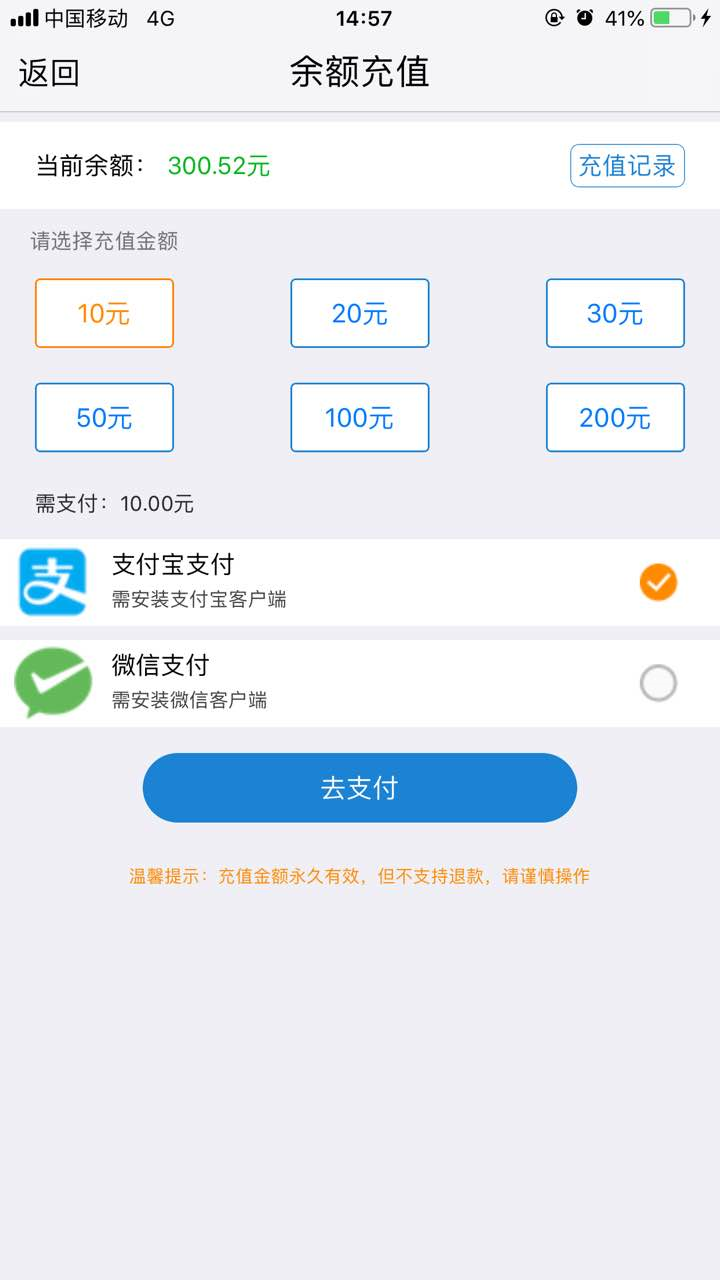 中国移动 4G 14:57 41%
返回 余额充值
当前余额： 300.52元 充值记录
请选择充值金额
10元 20元 30元
50元 100元 200元
需支付：10.00元
支 支付宝支付
需安装支付宝客户端
微信支付
需安装微信客户端
去支付
温馨提示：充值金额永久有效，但不支持退款，请谨慎操作